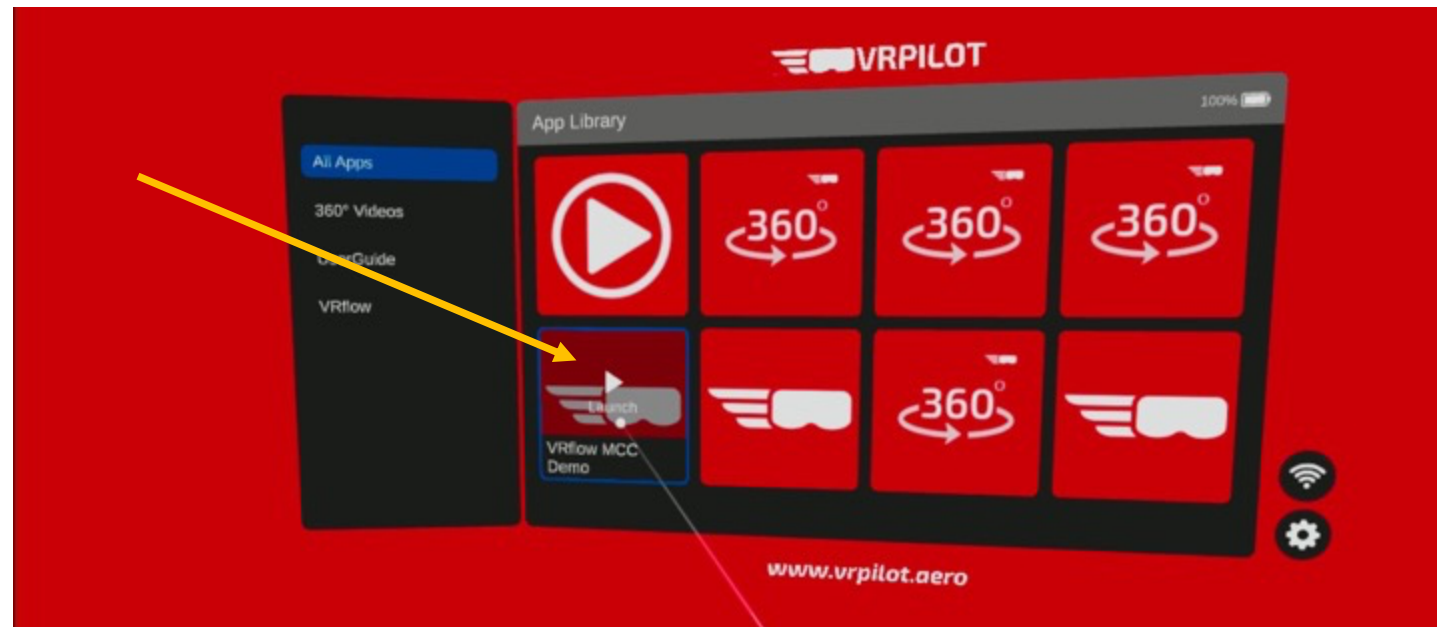 VRPILOT
App Library
100%
All Apps
360° Videos
UserGuide
VRflow
360°
360°
360°
Launch
VRflow MCC
Demo
360°
www.vrpilot.aero